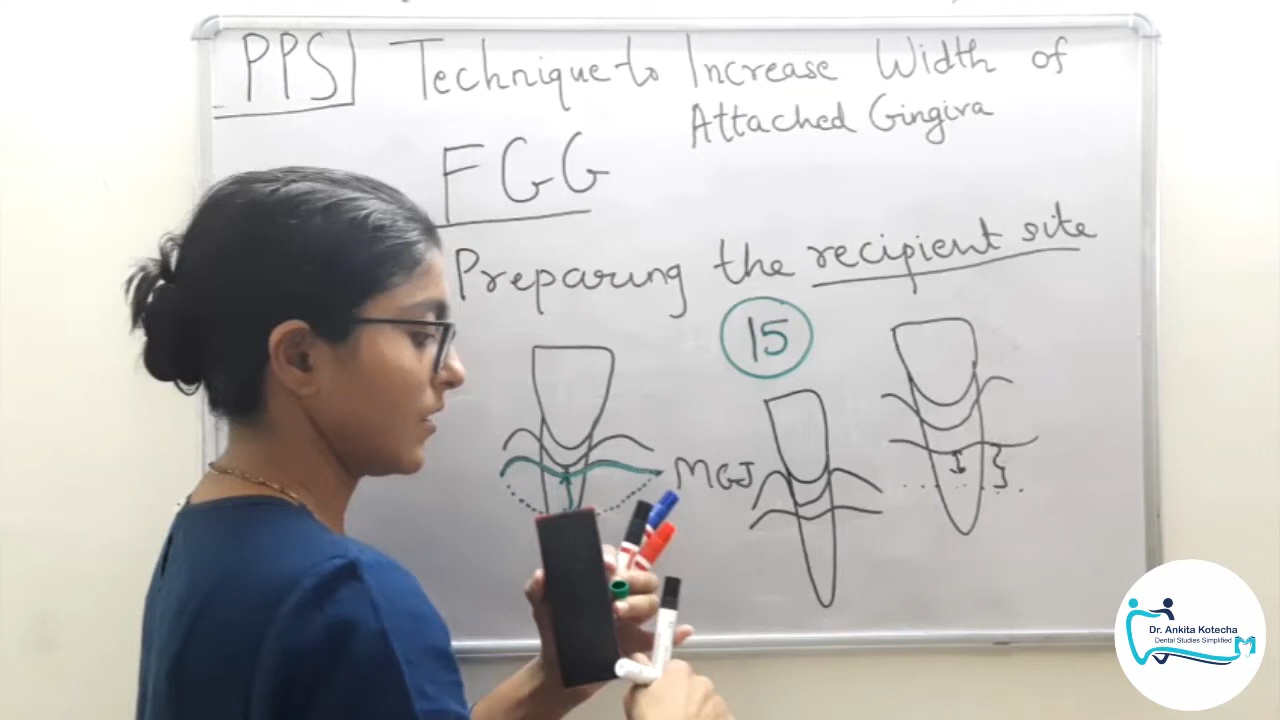 PPS Technique to Increase Width of
Attached Gingiva
FGG
Preparing the recipient site
15
MGJ
Dr. Ankita Kotecha
Dental Studies Simplified